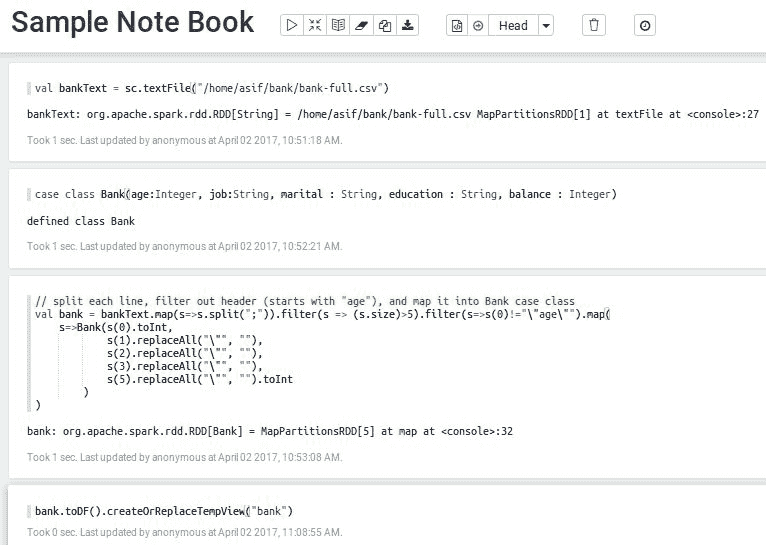 Sample Note Book
Head
val bankText = sc.textFile("/home/asif/bank/bank-full.csv")
bankText: org.apache.spark.rdd.RDD[String] = /home/asif/bank/bank-full.csv MapPartitionsRDD[1] at textFile at <console>:27
Took 1 sec. Last updated by anonymous at April 02 2017, 10:51:18 AM.
case class Bank(age:Integer, job:String, marital : String, education : String, balance : Integer)
defined class Bank
Took 1 sec. Last updated by anonymous at April 02 2017, 10:52:21 AM.
// split each line, filter out header (starts with "age"), and map it into Bank case class
val bank = bankText.map(s=>s.split(";")).filter(s => (s.size)>5).filter(s=>s(0)!="\"age\"").map(
s=>Bank(s(0).toInt,
s(1).replaceAll("\"", ""),
s(2).replaceAll("\"", ""),
s(3).replaceAll("\"", ""),
s(5).replaceAll("\"", "").toInt
)
)
bank: org.apache.spark.rdd.RDD[Bank] = MapPartitionsRDD[5] at map at <console>:32
Took 1 sec. Last updated by anonymous at April 02 2017, 10:53:08 AM.
bank.toDF().createOrReplaceTempView("bank")
Took 0 sec. Last updated by anonymous at April 02 2017, 11:08:55 AM.